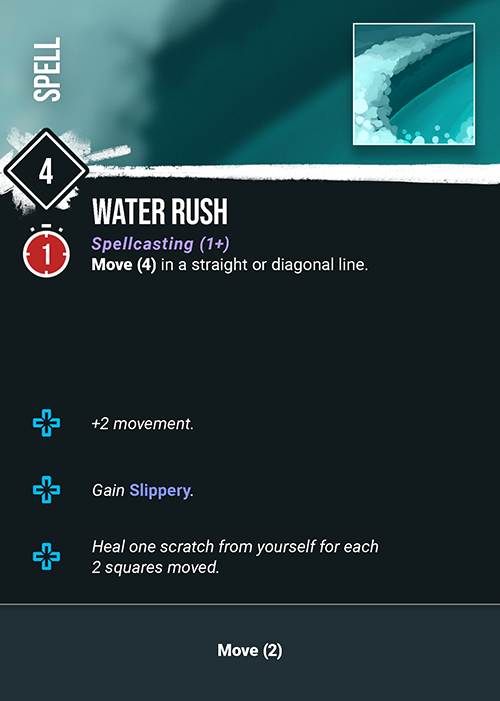 SPELL
4
WATER RUSH
1
Spellcasting (1+)
Move (4) in a straight or diagonal line.
+2 movement.
Gain Slippery.
Heal one scratch from yourself for each
2 squares moved.
Move (2)